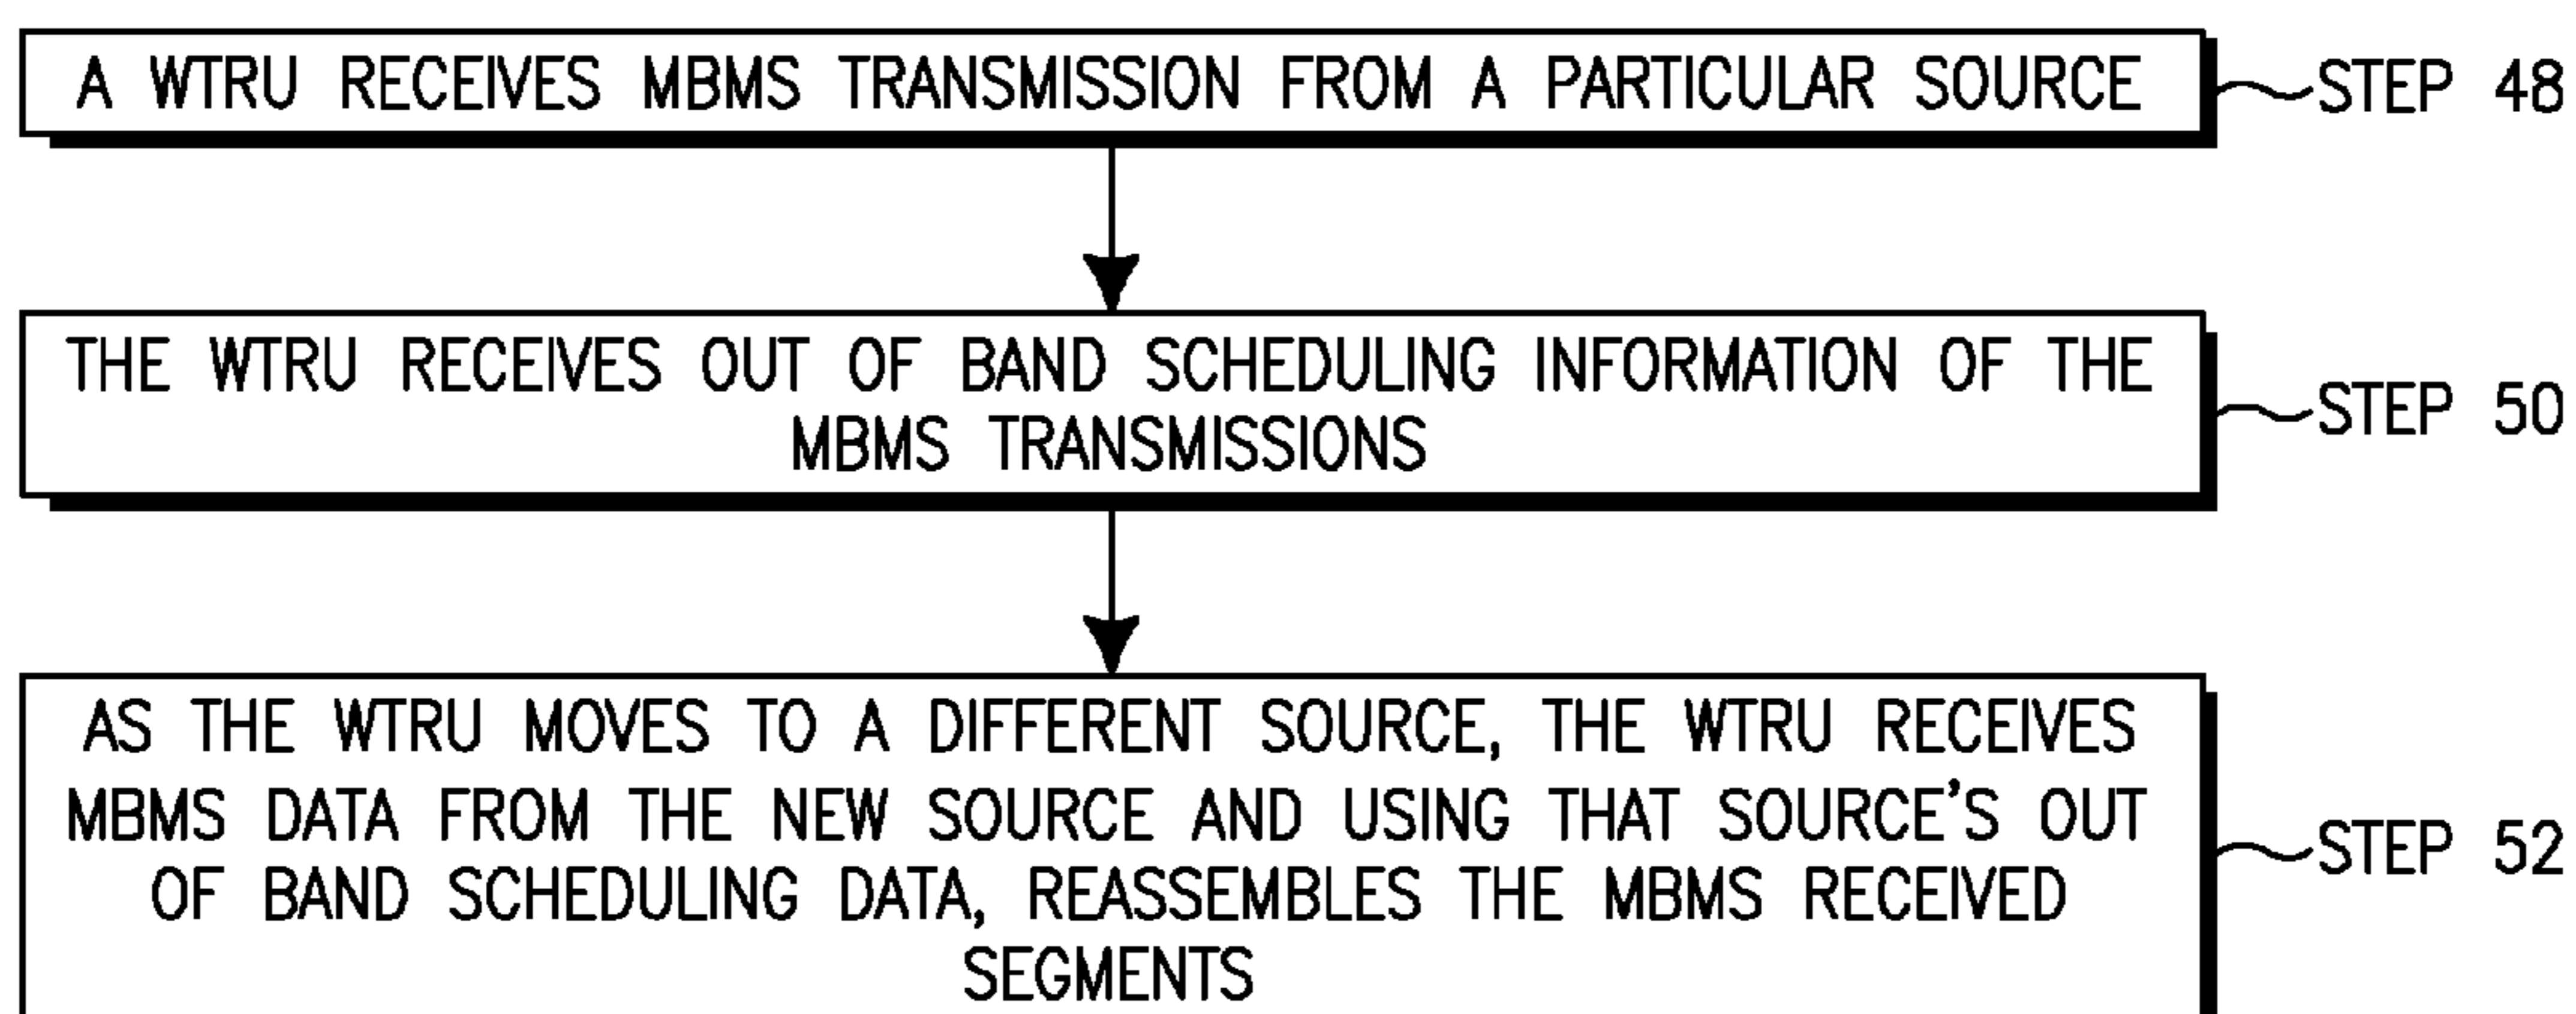 A WTRU RECEIVES MBMS TRANSMISSION FROM A PARTICULAR SOURCE
STEP 48
THE WTRU RECEIVES OUT OF BAND SCHEDULING INFORMATION OF THE
MBMS TRANSMISSIONS
STEP 50
AS THE WTRU MOVES TO A DIFFERENT SOURCE, THE WTRU RECEIVES
MBMS DATA FROM THE NEW SOURCE AND USING THAT SOURCE'S OUT
OF BAND SCHEDULING DATA, REASSEMBLES THE MBMS RECEIVED
SEGMENTS
STEP 52